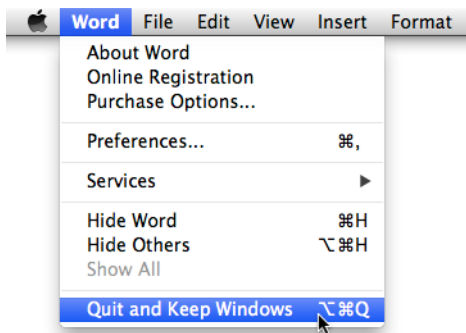 Word File Edit View Insert Format
About Word
Online Registration
Purchase Options...
Preferences... ⌘,
Services ▶
Hide Word ⌘H
Hide Others ⌥⌘H
Show All
Quit and Keep Windows ⌥⌘Q